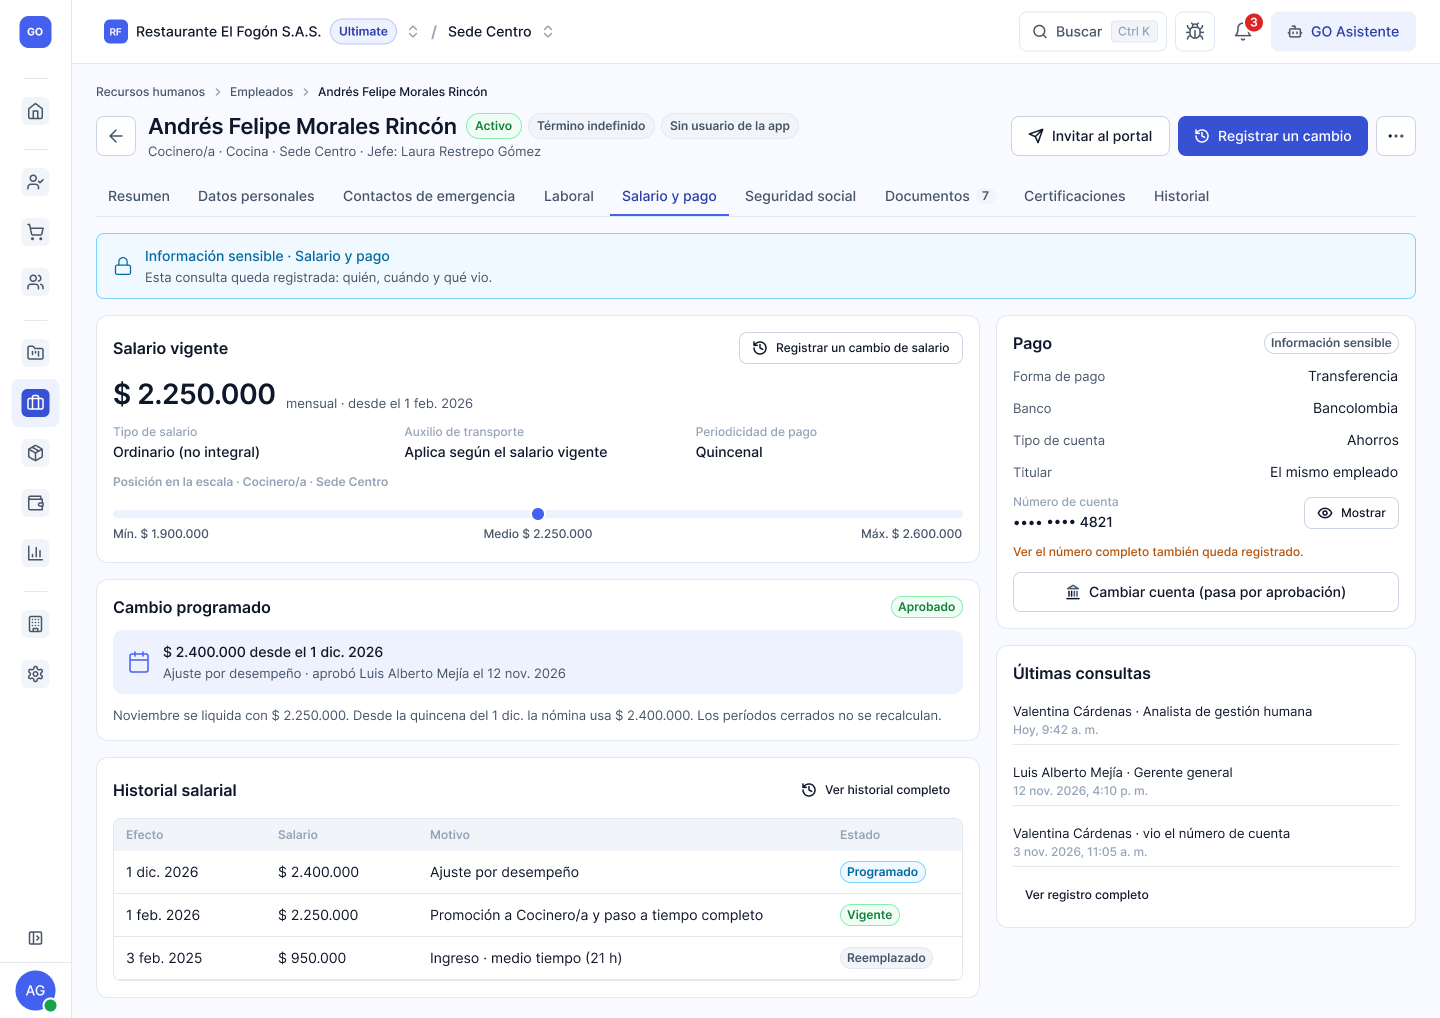 GO
RF Restaurante El Fogón S.A.S. Ultimate / Sede Centro
Buscar Ctrl K
3
GO Asistente
Recursos humanos > Empleados > Andrés Felipe Morales Rincón
Andrés Felipe Morales Rincón Activo Término indefinido Sin usuario de la app
Cocinero/a · Cocina · Sede Centro · Jefe: Laura Restrepo Gómez
Invitar al portal
Registrar un cambio
Resumen Datos personales Contactos de emergencia Laboral Salario y pago Seguridad social Documentos 7 Certificaciones Historial
Información sensible · Salario y pago
Esta consulta queda registrada: quién, cuándo y qué vio.
Salario vigente
Registrar un cambio de salario
$ 2.250.000 mensual · desde el 1 feb. 2026
Tipo de salario Auxilio de transporte Periodicidad de pago
Ordinario (no integral) Aplica según el salario vigente Quincenal
Posición en la escala · Cocinero/a · Sede Centro
Mín. $ 1.900.000 Medio $ 2.250.000 Máx. $ 2.600.000
Cambio programado
Aprobado
$ 2.400.000 desde el 1 dic. 2026
Ajuste por desempeño · aprobó Luis Alberto Mejía el 12 nov. 2026
Noviembre se liquida con $ 2.250.000. Desde la quincena del 1 dic. la nómina usa $ 2.400.000. Los períodos cerrados no se recalculan.
Historial salarial
Ver historial completo
Efecto Salario Motivo Estado
1 dic. 2026 $ 2.400.000 Ajuste por desempeño Programado
1 feb. 2026 $ 2.250.000 Promoción a Cocinero/a y paso a tiempo completo Vigente
3 feb. 2025 $ 950.000 Ingreso · medio tiempo (21 h) Reemplazado
Pago
Información sensible
Forma de pago Transferencia
Banco Bancolombia
Tipo de cuenta Ahorros
Titular El mismo empleado
Número de cuenta
•••• •••• 4821
Mostrar
Ver el número completo también queda registrado.
Cambiar cuenta (pasa por aprobación)
Últimas consultas
Valentina Cárdenas · Analista de gestión humana
Hoy, 9:42 a. m.
Luis Alberto Mejía · Gerente general
12 nov. 2026, 4:10 p. m.
Valentina Cárdenas · vio el número de cuenta
3 nov. 2026, 11:05 a. m.
Ver registro completo
AG